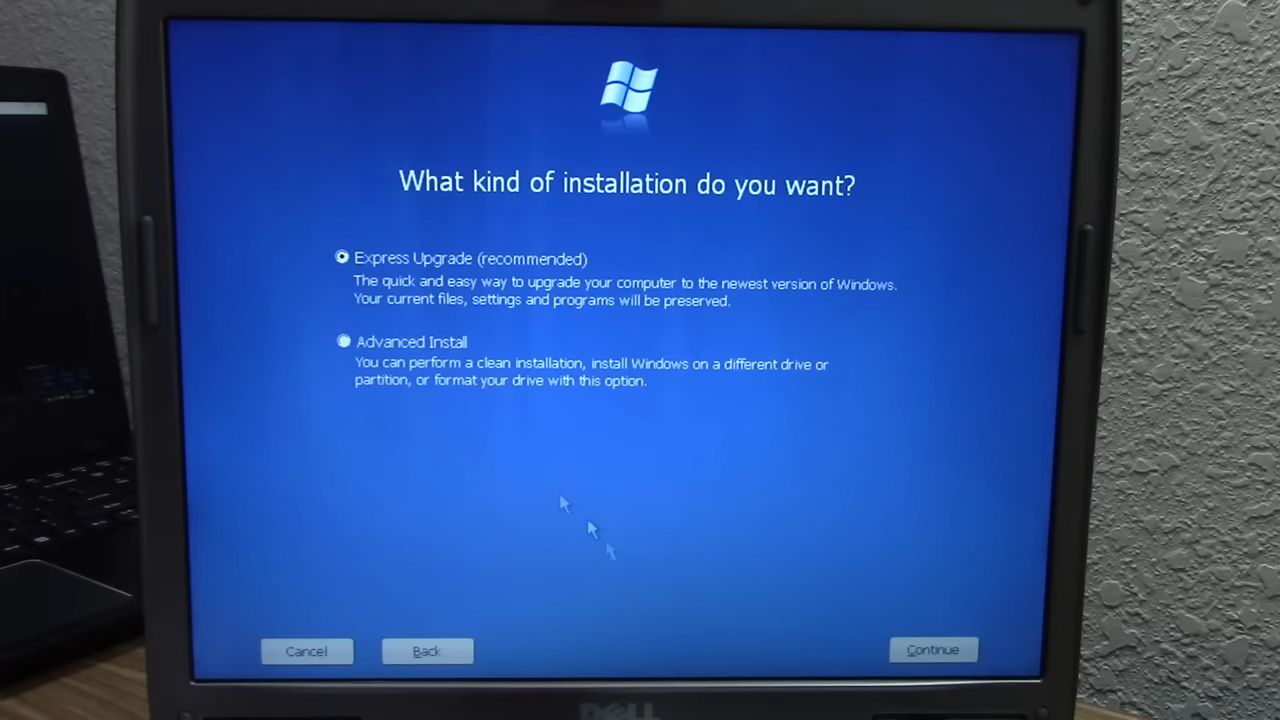 What kind of installation do you want?
Express Upgrade (recommended)
The quick and easy way to upgrade your computer to the newest version of Windows.
Your current files, settings and programs will be preserved.
Advanced Install
You can perform a clean installation, install Windows on a different drive or
partition, or format your drive with this option.
Cancel
Back
Continue
DELL